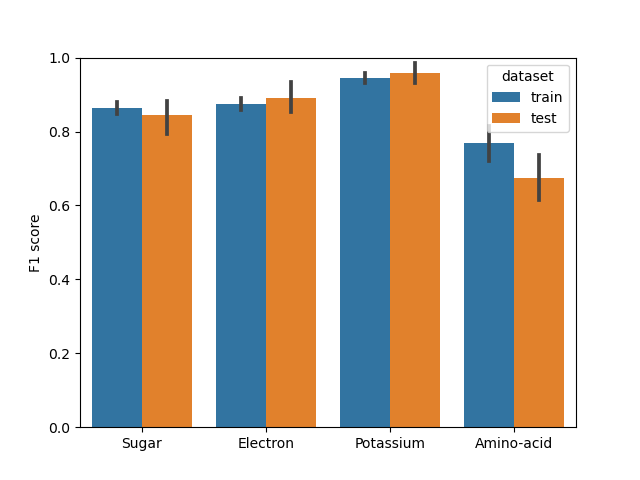 1.0
0.8
0.6
0.4
0.2
0.0
F1 score
dataset
train
test
Sugar
Electron
Potassium
Amino-acid